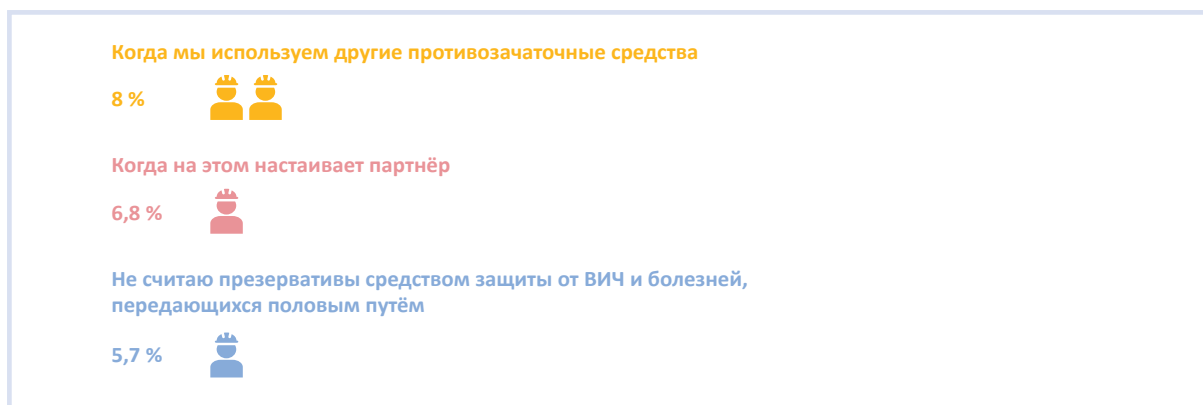 Когда мы используем другие противозачаточные средства
8 %
Когда на этом настаивает партнёр
6,8 %
Не считаю презервативы средством защиты от ВИЧ и болезней,
передающихся половым путём
5,7 %